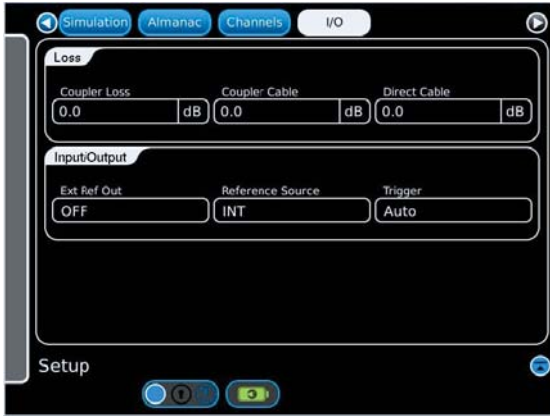 Simulation Almanac Channels I/O
Loss
Coupler Loss Coupler Cable Direct Cable
0.0 dB 0.0 dB 0.0 dB
Input/Output
Ext Ref Out Reference Source Trigger
OFF INT Auto
Setup